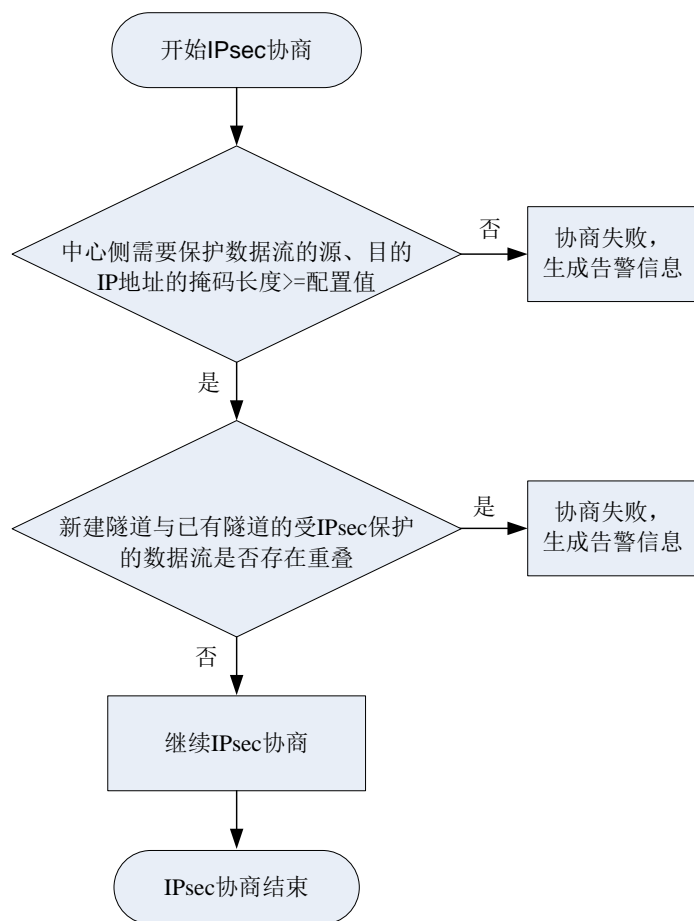 开始IPsec协商
中心侧需要保护数据流的源、目的
IP地址的掩码长度>=配置值
否
协商失败，
生成告警信息
是
新建隧道与已有隧道的受IPsec保护
的数据流是否存在重叠
是
协商失败，
生成告警信息
否
继续IPsec协商
IPsec协商结束